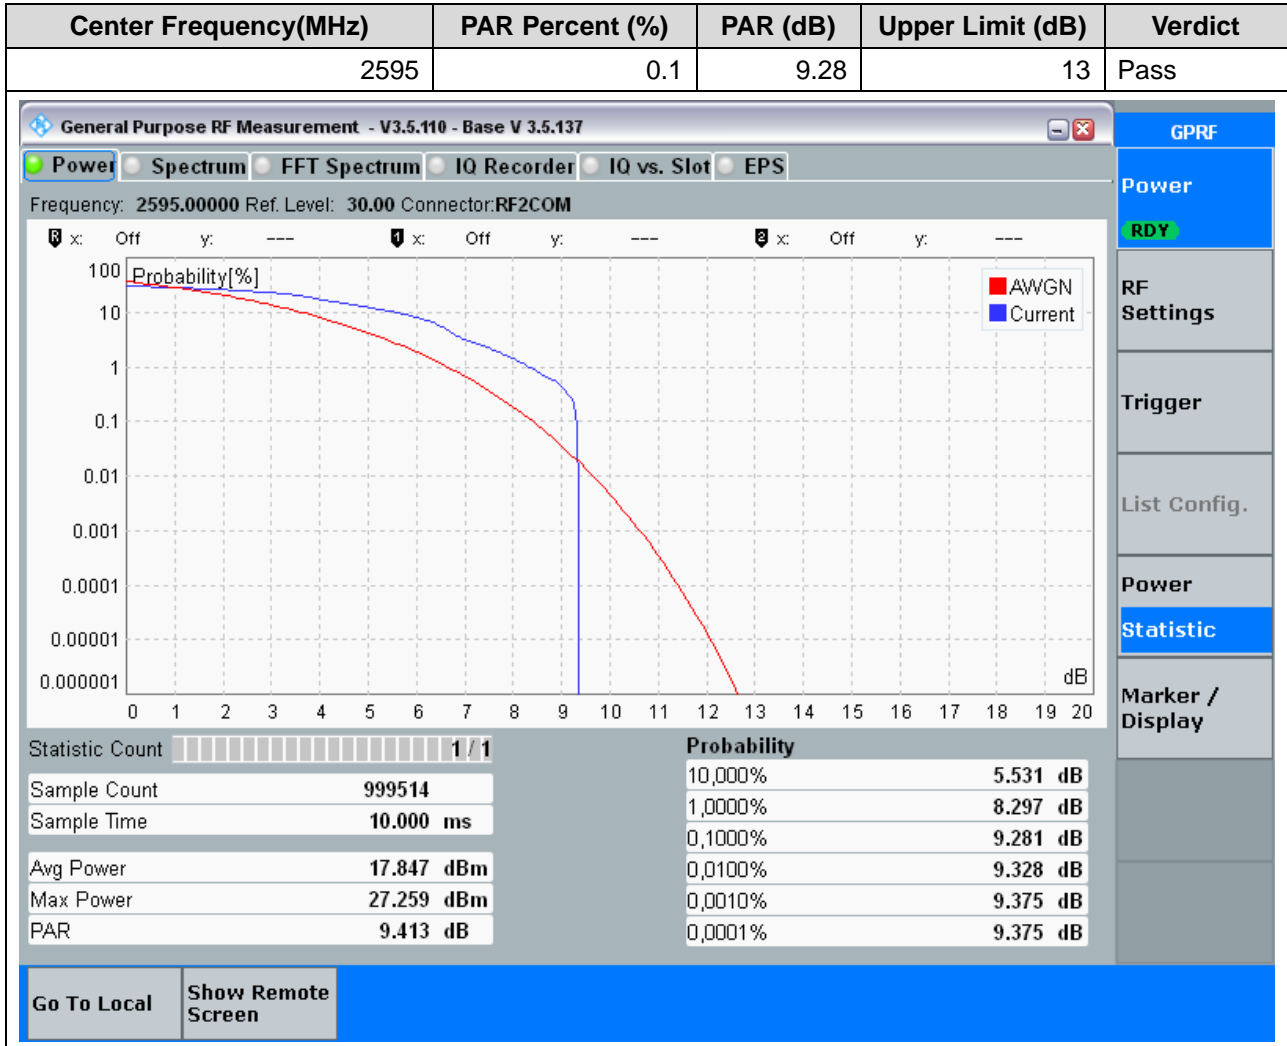 Center Frequency(MHz) PAR Percent (%) PAR (dB) Upper Limit (dB) Verdict
2595 0.1 9.28 13 Pass
General Purpose RF Measurement - V3.5.110 - Base V 3.5.137
GPRF
Power Spectrum FFT Spectrum IQ Recorder IQ vs. Slot EPS
Frequency: 2595.00000 Ref. Level: 30.00 Connector:RF2COM
R x: Off y: --- 1 x: Off y: --- 2 x: Off y: ---
Probability[%]
AWGN
Current
100
10
1
0.1
0.01
0.001
0.0001
0.00001
0.000001
dB
0 1 2 3 4 5 6 7 8 9 10 11 12 13 14 15 16 17 18 19 20
Statistic Count 1 / 1
Sample Count 999514
Sample Time 10.000 ms
Avg Power 17.847 dBm
Max Power 27.259 dBm
PAR 9.413 dB
Probability
10,000% 5.531 dB
1,0000% 8.297 dB
0,1000% 9.281 dB
0,0100% 9.328 dB
0,0010% 9.375 dB
0,0001% 9.375 dB
Power
RDY
RF
Settings
Trigger
List Config.
Power
Statistic
Marker /
Display
Go To Local
Show Remote
Screen